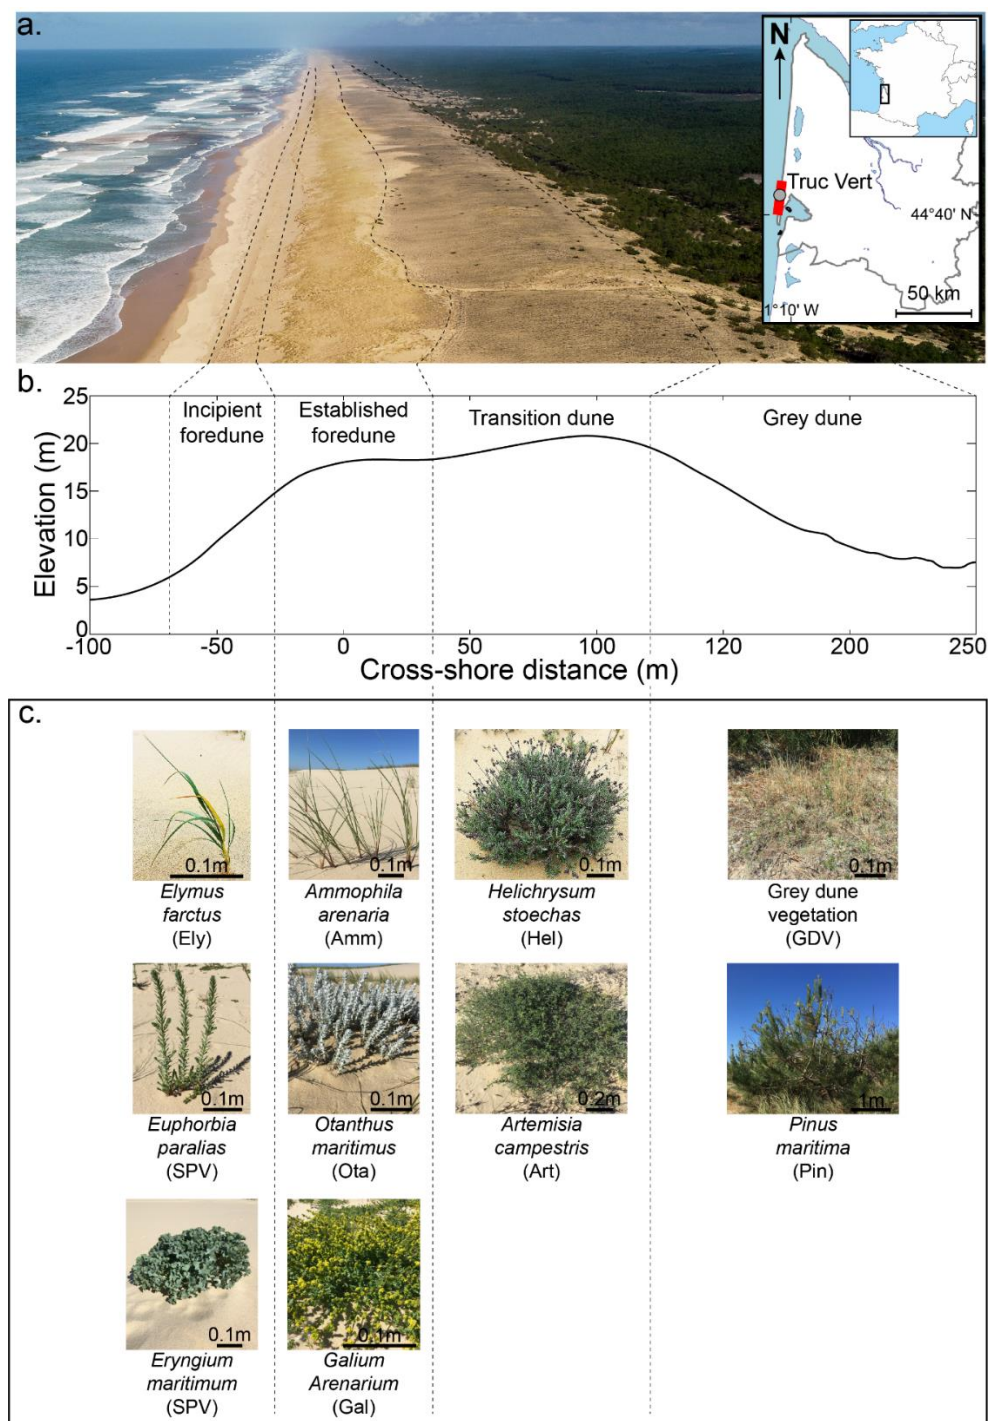 a.
N
Truc Vert
44°40' N
50 km
1°10' W
b.
25
20
15
10
5
0
Elevation (m)
Incipient
foredune
Established
foredune
Transition dune
Grey dune
-100
-50
0
50
100
120
200
250
Cross-shore distance (m)
c.
0.1m
Elymus
farctus
(Ely)
0.1m
Ammophila
arenaria
(Amm)
0.1m
Helichrysum
stoechas
(Hel)
0.1m
Grey dune
vegetation
(GDV)
0.1m
Euphorbia
paralias
(SPV)
0.1m
Otanthus
maritimus
(Ota)
0.2m
Artemisia
campestris
(Art)
1m
Pinus
maritima
(Pin)
0.1m
Eryngium
maritimum
(SPV)
0.1m
Galium
Arenarium
(Gal)